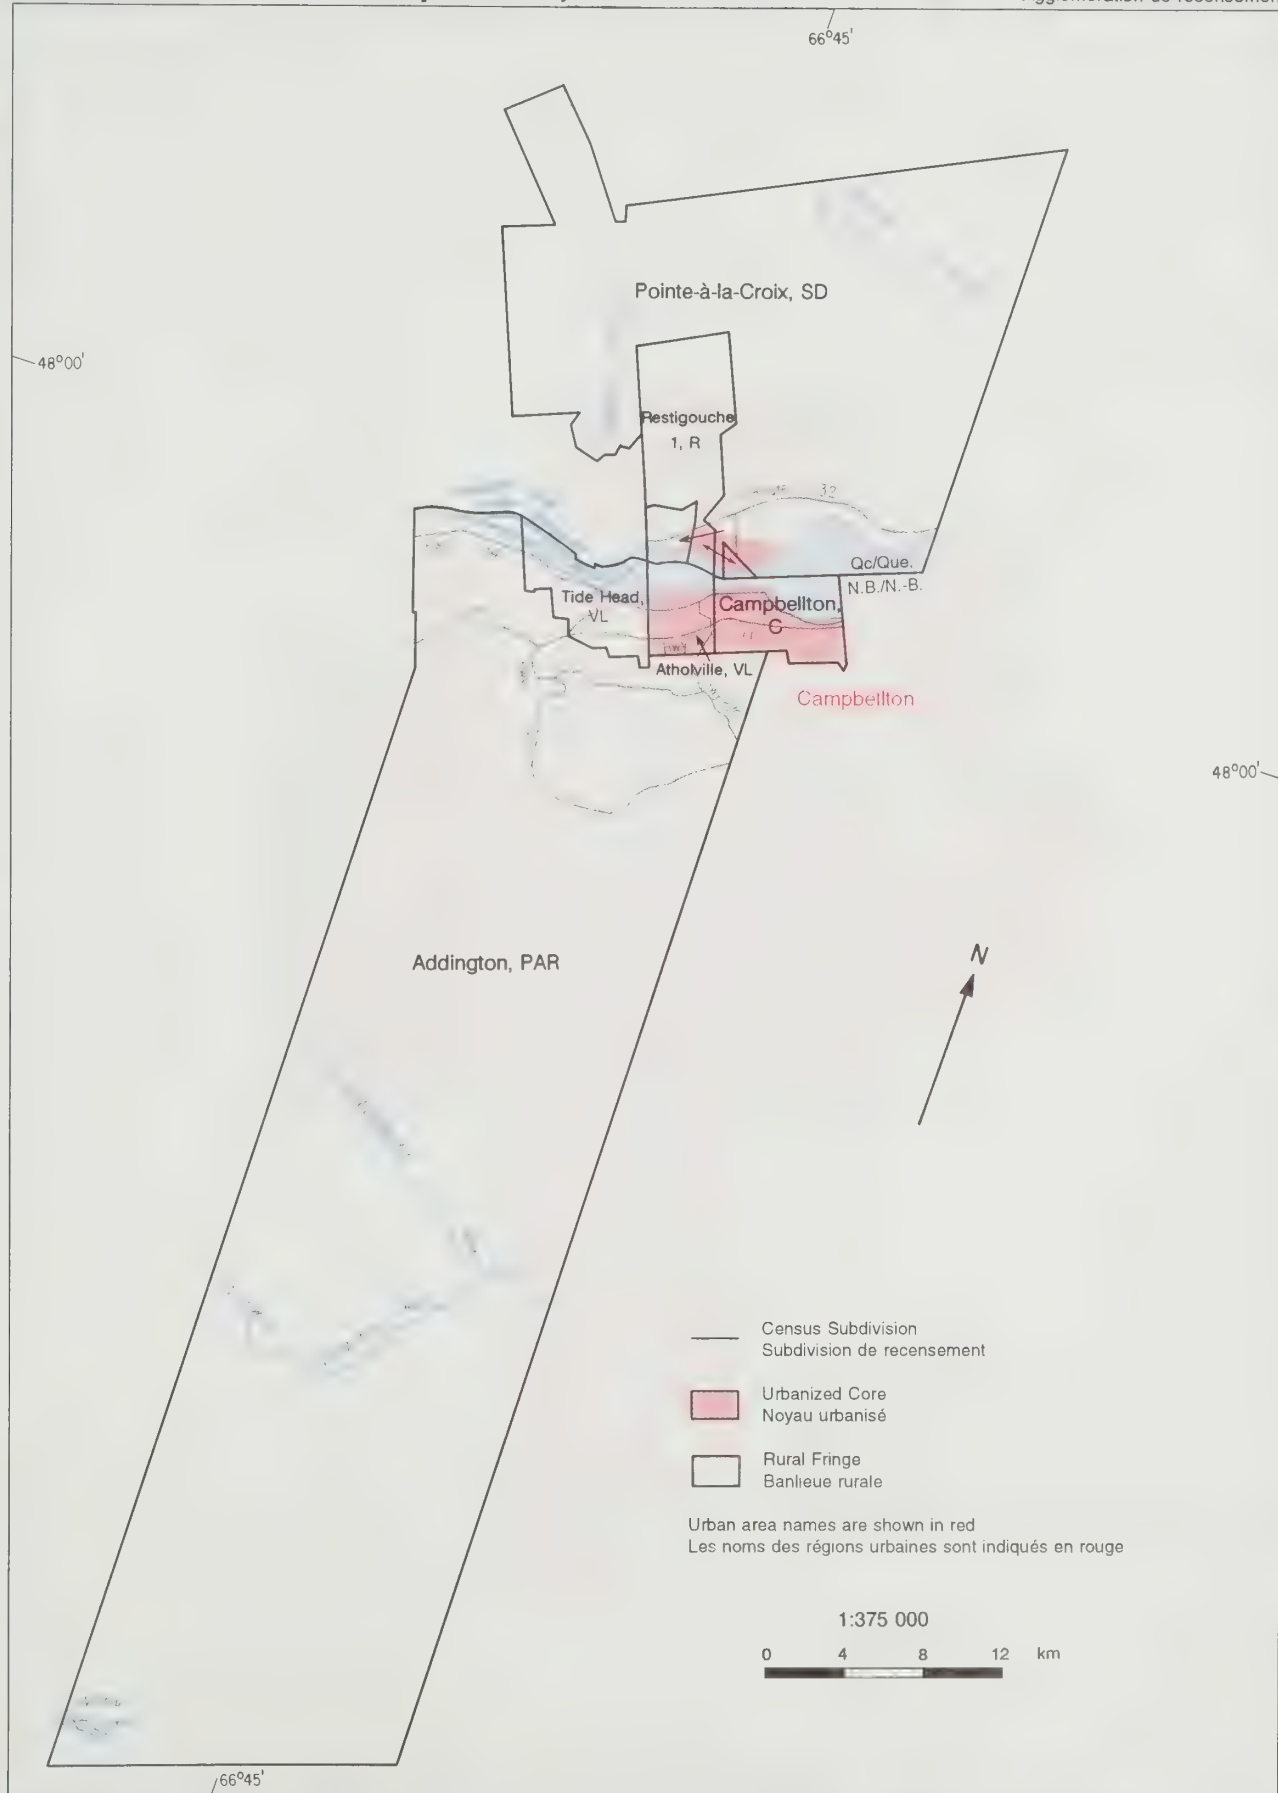 66°45'
Pointe-à-la-Croix, SD
48°00'
Restigouche
1, R
32
Qc/Que.
N.B./N.-B.
Tide Head,
VL
Campbellton,
C
11
HWY
Atholville, VL
Campbellton
48°00'
Addington, PAR
N
Census Subdivision
Subdivision de recensement
Urbanized Core
Noyau urbanisé
Rural Fringe
Banlieue rurale
Urban area names are shown in red
Les noms des régions urbaines sont indiqués en rouge
1:375 000
0 4 8 12 km
66°45'